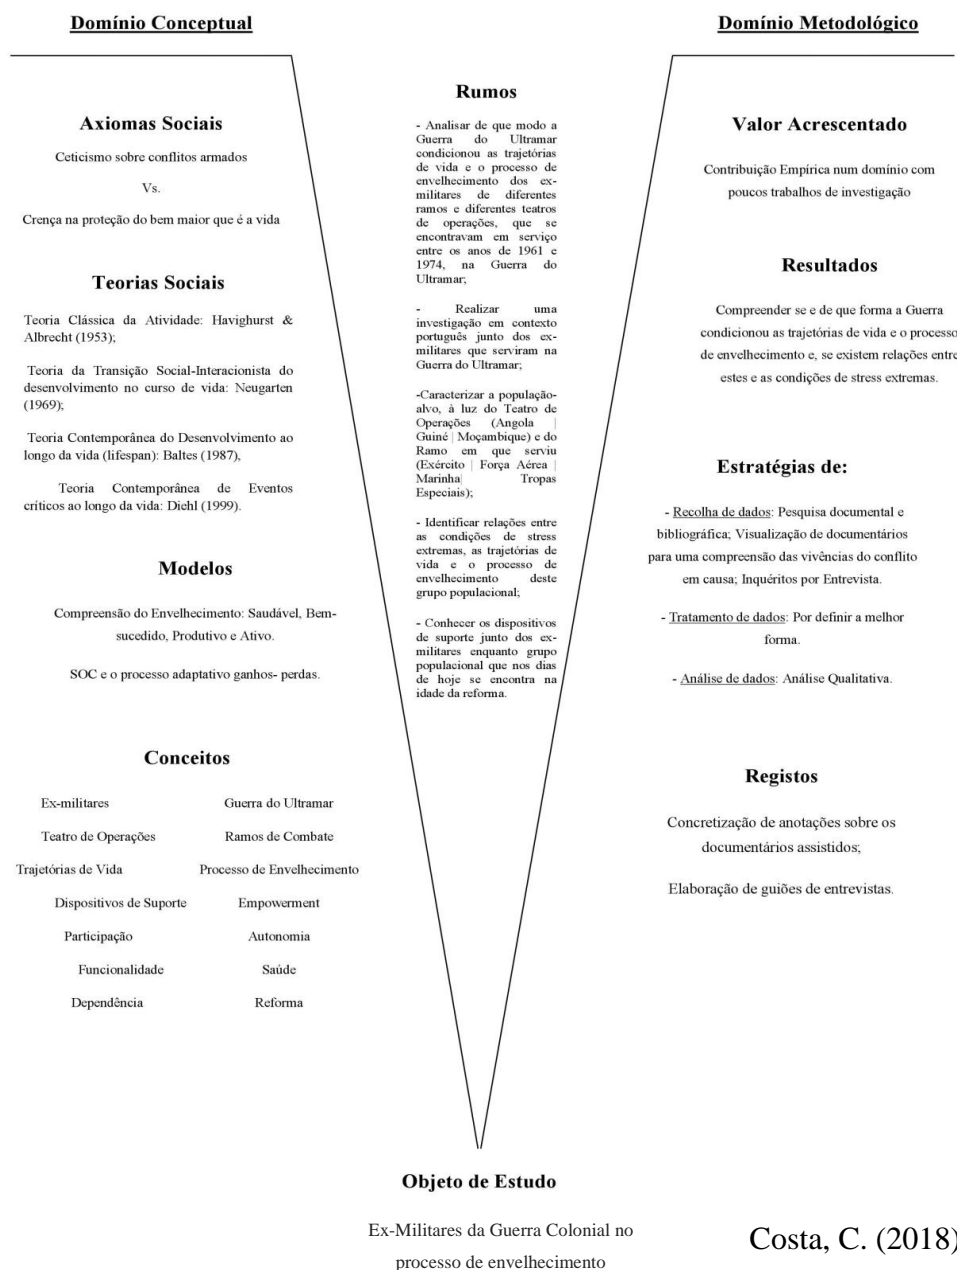 Domínio Conceptual
Axiomas Sociais
Ceticismo sobre conflitos armados
Vs.
Crença na proteção do bem maior que é a vida
Teorias Sociais
Teoria Clássica da Atividade: Havighurst &
Albrecht (1953);
Teoria da Transição Social-Interacionista do
desenvolvimento no curso de vida: Neugarten
(1969);
Teoria Contemporânea do Desenvolvimento ao
longo da vida (lifespan): Baltes (1987),
Teoria Contemporânea de Eventos
críticos ao longo da vida: Diehl (1999).
Modelos
Compreensão do Envelhecimento: Saudável, Bem-
sucedido, Produtivo e Ativo.
SOC e o processo adaptativo ganhos- perdas.
Conceitos
Ex-militares Guerra do Ultramar
Teatro de Operações Ramos de Combate
Trajetórias de Vida Processo de Envelhecimento
Dispositivos de Suporte Empowerment
Participação Autonomia
Funcionalidade Saúde
Dependência Reforma
Rumos
- Analisar de que modo a
Guerra do Ultramar
condicionou as trajetórias
de vida e o processo de
envelhecimento dos ex-
militares de diferentes
ramos e diferentes teatros
de operações, que se
encontravam em serviço
entre os anos de 1961 e
1974, na Guerra do
Ultramar;
- Realizar uma
investigação em contexto
português junto dos ex-
militares que serviram na
Guerra do Ultramar;
-Caracterizar a população-
alvo, à luz do Teatro de
Operações (Angola |
Guiné | Moçambique) e do
Ramo em que serviu
(Exército | Força Aérea |
Marinha| Tropas
Especiais);
- Identificar relações entre
as condições de stress
extremas, as trajetórias de
vida e o processo de
envelhecimento deste
grupo populacional;
- Conhecer os dispositivos
de suporte junto dos ex-
militares enquanto grupo
populacional que nos dias
de hoje se encontra na
idade da reforma.
Domínio Metodológico
Valor Acrescentado
Contribuição Empírica num domínio com
poucos trabalhos de investigação
Resultados
Compreender se e de que forma a Guerra
condicionou as trajetórias de vida e o processo
de envelhecimento e, se existem relações entre
estes e as condições de stress extremas.
Estratégias de:
- Recolha de dados: Pesquisa documental e
bibliográfica; Visualização de documentários
para uma compreensão das vivências do conflito
em causa; Inquéritos por Entrevista.
- Tratamento de dados: Por definir a melhor
forma.
- Análise de dados: Análise Qualitativa.
Registos
Concretização de anotações sobre os
documentários assistidos;
Elaboração de guiões de entrevistas.
Objeto de Estudo
Ex-Militares da Guerra Colonial no
processo de envelhecimento
Costa, C. (2018)